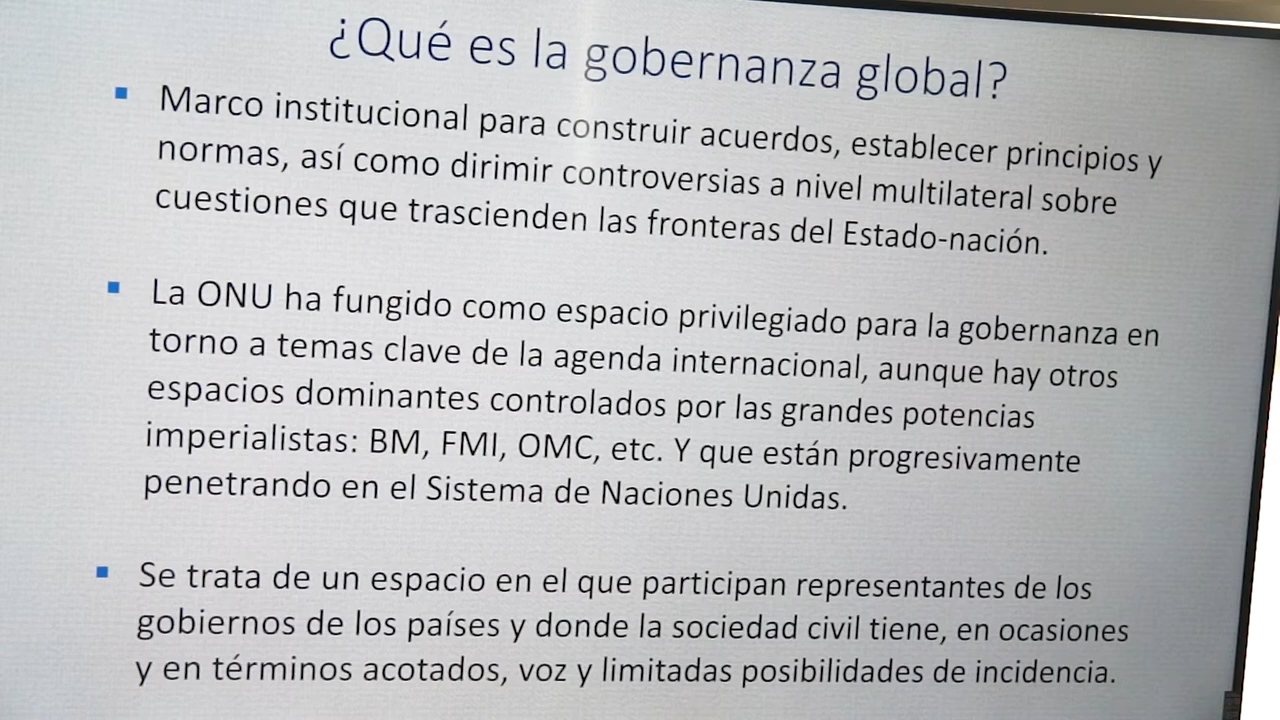 ¿Qué es la gobernanza global?
Marco institucional para construir acuerdos, establecer principios y
normas, así como dirimir controversias a nivel multilateral sobre
cuestiones que trascienden las fronteras del Estado-nación.
La ONU ha fungido como espacio privilegiado para la gobernanza en
torno a temas clave de la agenda internacional, aunque hay otros
espacios dominantes controlados por las grandes potencias
imperialistas: BM, FMI, OMC, etc. Y que están progresivamente
penetrando en el Sistema de Naciones Unidas.
Se trata de un espacio en el que participan representantes de los
gobiernos de los países y donde la sociedad civil tiene, en ocasiones
y en términos acotados, voz y limitadas posibilidades de incidencia.